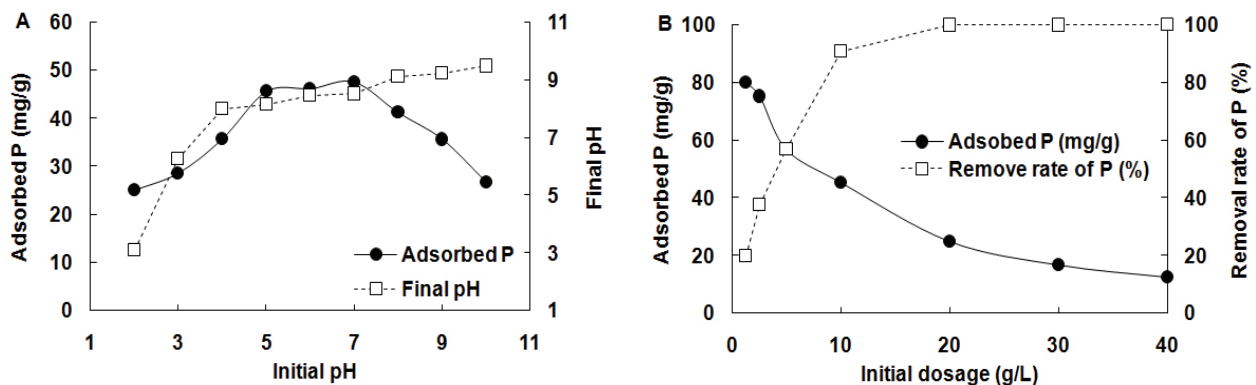 A
60
50
40
30
20
10
0
Adsorbed P (mg/g)
11
9
7
5
3
1
Final pH
Adsorbed P
Final pH
1 3 5 7 9 11
Initial pH
B
100
80
60
40
20
0
Adsorbed P (mg/g)
100
80
60
40
20
0
Removal rate of P (%)
Adsobed P (mg/g)
Remove rate of P (%)
0 10 20 30 40
Initial dosage (g/L)